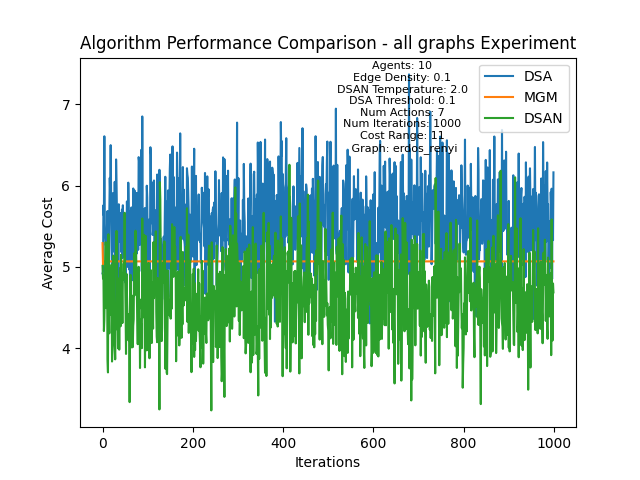 Algorithm Performance Comparison - all graphs Experiment
Agents: 10
Edge Density: 0.1
DSAN Temperature: 2.0
DSA Threshold: 0.1
Num Actions: 7
Num Iterations: 1000
Cost Range: 11
Graph: erdos_renyi
DSA
MGM
DSAN
Average Cost
7
6
5
4
0
200
400
600
800
1000
Iterations